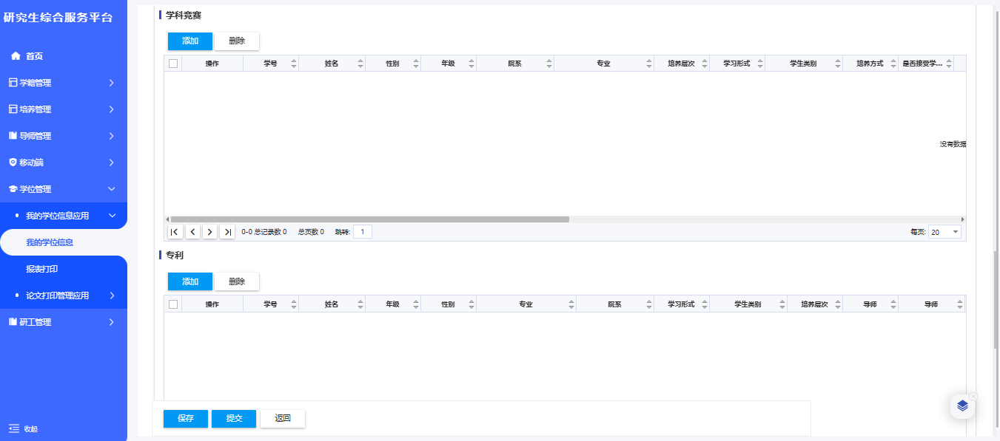 研究生综合服务平台
首页
学籍管理
培养管理
导师管理
移动端
学位管理
我的学位信息应用
我的学位信息
报表打印
论文打印管理应用
研工管理
收起
学科竞赛
添加 删除
操作 学号 姓名 性别 年级 院系 专业 培养层次 学习形式 学生类别 培养方式 是否接受学...
没有数据
0-0 总记录数 0 总页数 0 跳转: 1 每页: 20
专利
添加 删除
操作 学号 姓名 年级 性别 专业 院系 学习形式 学生类别 培养层次 导师 导师
保存 提交 返回